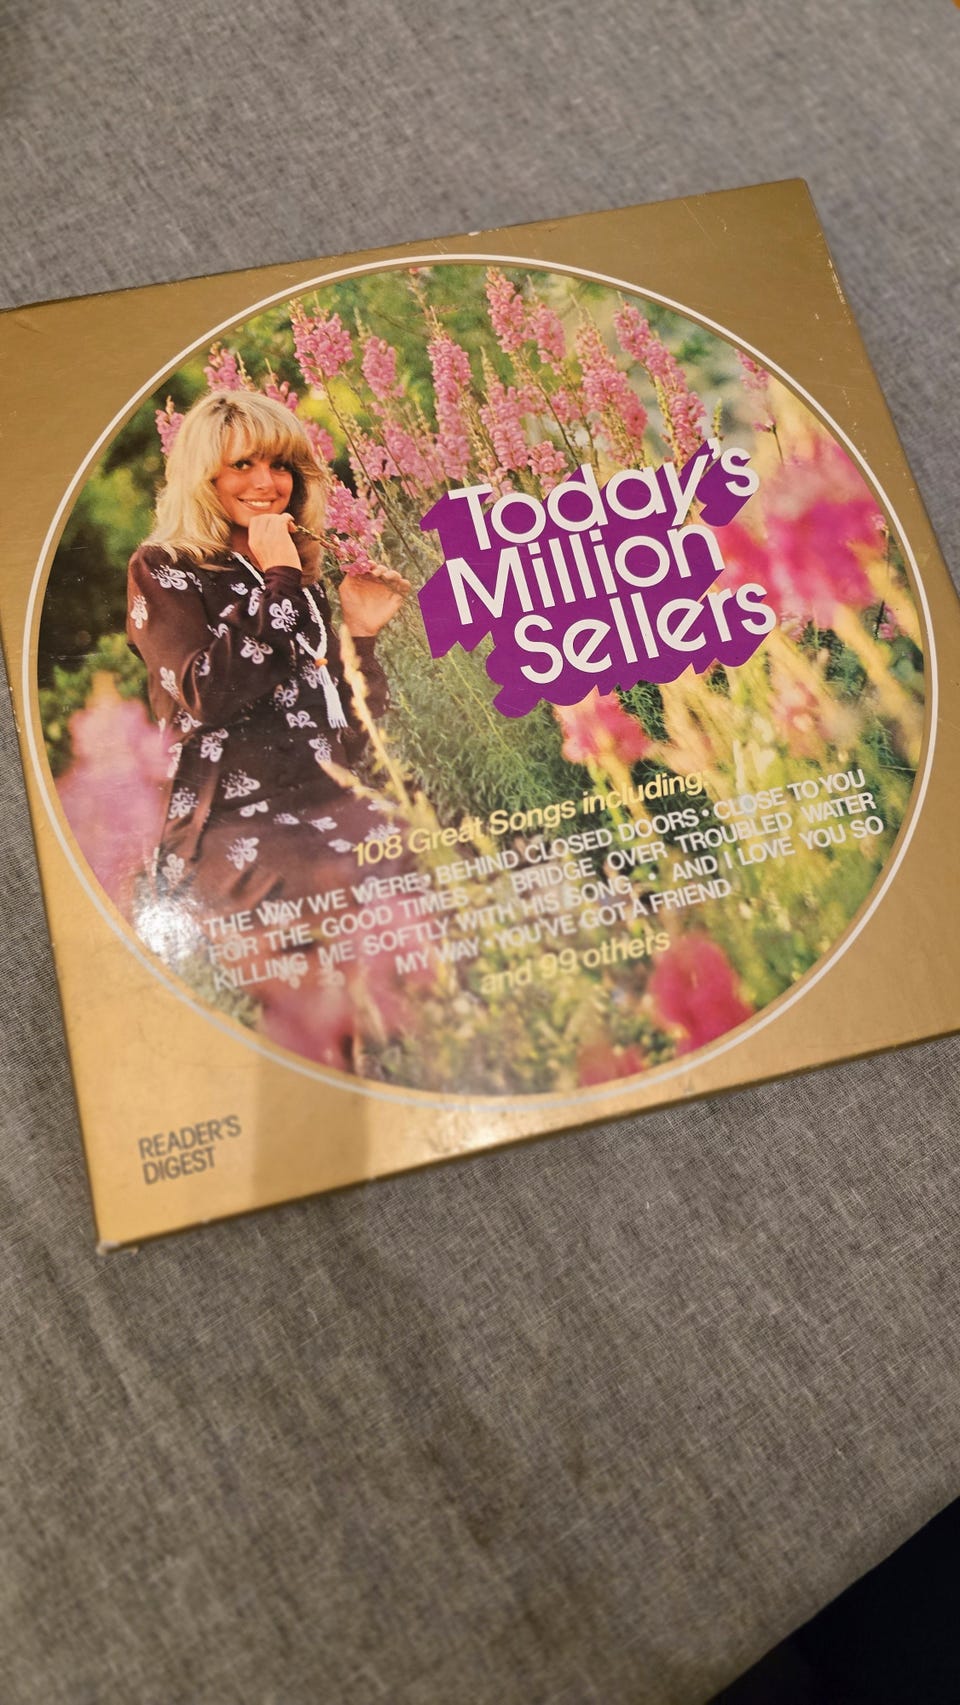 Today's
Million
Sellers
108 Great Songs including:
THE WAY WE WERE • BEHIND CLOSED DOORS • CLOSE TO YOU
FOR THE GOOD TIMES • BRIDGE OVER TROUBLED WATER
KILLING ME SOFTLY WITH HIS SONG • AND I LOVE YOU SO
MY WAY • YOU'VE GOT A FRIEND
and 99 others
READER'S
DIGEST